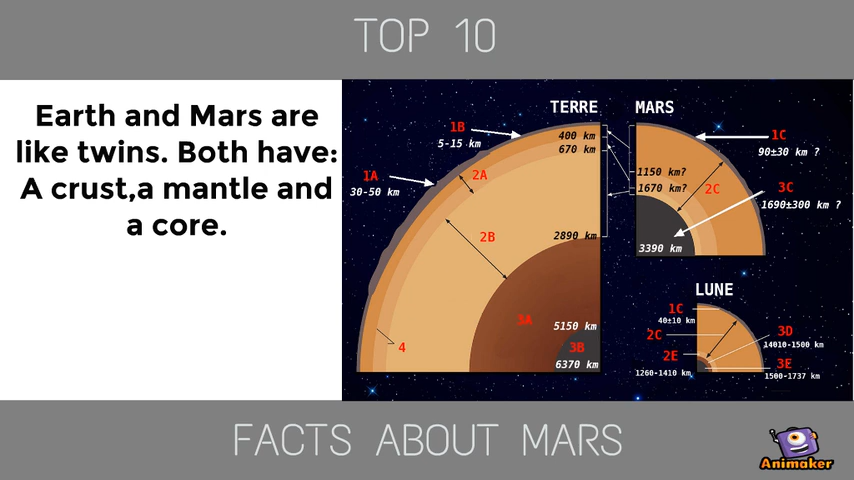 TOP 10
Earth and Mars are
like twins. Both have:
A crust,a mantle and
a core.
TERRE
1B
5-15 km
400 km
670 km
1A
30-50 km
2A
2B
2890 km
3A
5150 km
3B
6370 km
4
MARS
1C
90±30 km ?
1150 km?
1670 km?
2C
3C
1690±300 km ?
3390 km
LUNE
1C
40±10 km
2C
3D
14010-1500 km
2E
1260-1410 km
3E
1500-1737 km
FACTS ABOUT MARS
Animaker